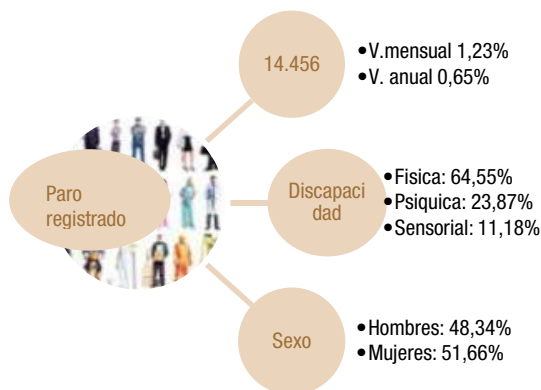 14.456
•V.mensual 1,23%
•V. anual 0,65%
Paro
registrado
Discapaci
dad
•Fisica: 64,55%
•Psiquica: 23,87%
•Sensorial: 11,18%
Sexo
•Hombres: 48,34%
•Mujeres: 51,66%